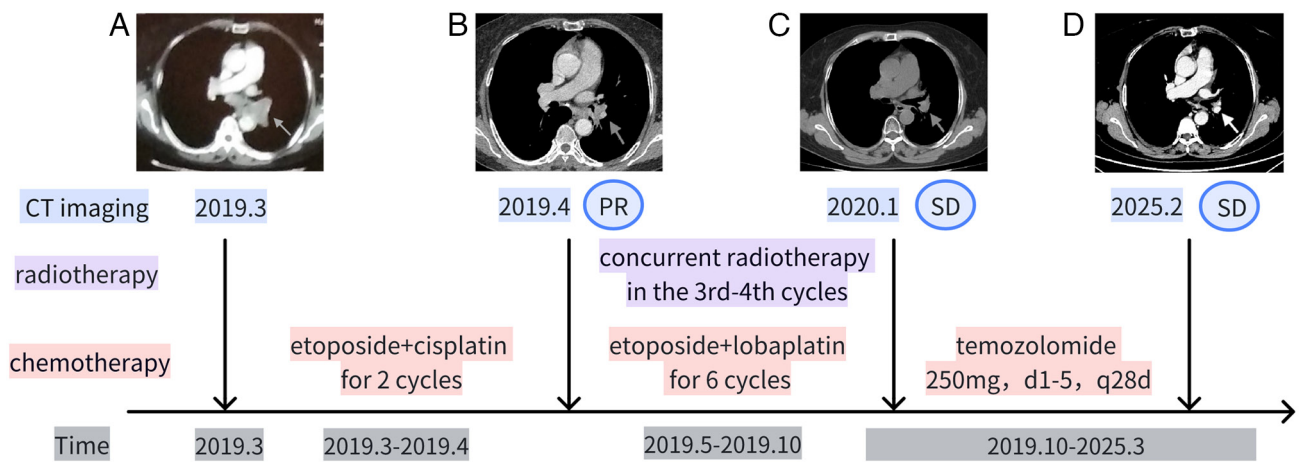 A
B
C
D
CT imaging
2019.3
2019.4
PR
2020.1
SD
2025.2
SD
radiotherapy
concurrent radiotherapy
in the 3rd-4th cycles
chemotherapy
etoposide+cisplatin
for 2 cycles
etoposide+lobaplatin
for 6 cycles
temozolomide
250mg，d1-5，q28d
Time
2019.3
2019.3-2019.4
2019.5-2019.10
2019.10-2025.3